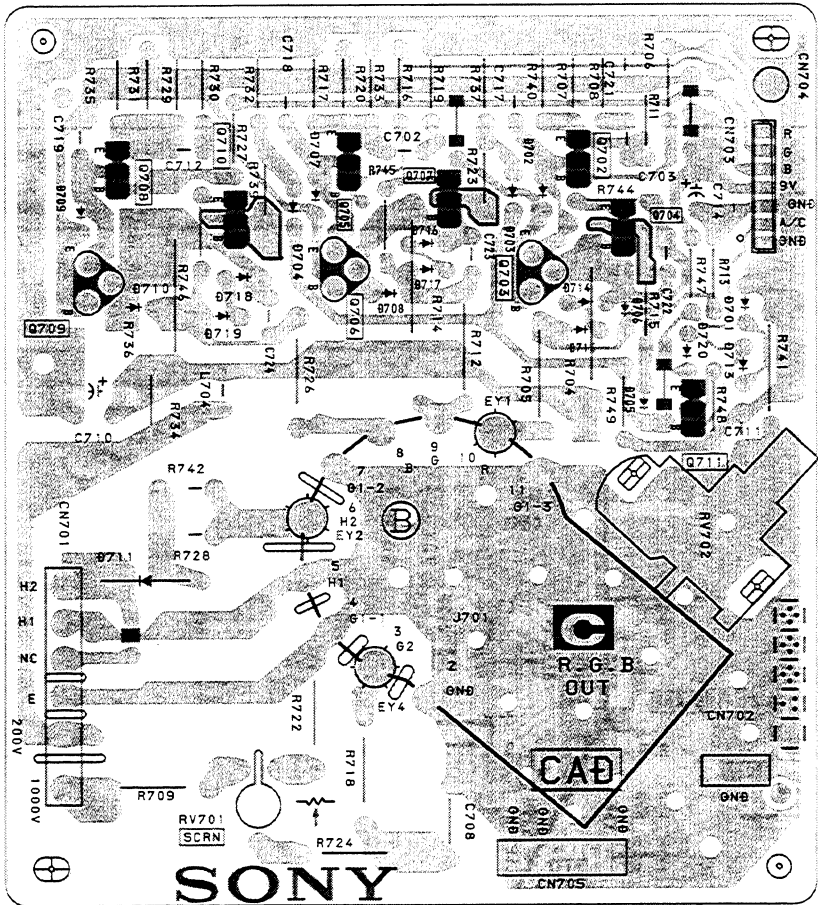 R735
R731
R729
R730
R732
C718
R717
R720
R733
R716
R719
R737
C717
R740
R707
R708
C721
R706
R711
CN704
CN703
R
G
B
9V
GND
A/C
GND
C719
D709
E
B
Q708
C712
Q710
R727
D707
C702
R745
Q707
R723
D702
E
B
Q702
C703
R744
E
Q704
C714
Q705
D704
E
B
D716
D717
D708
Q706
R714
C723
D703
Q703
E
B
D714
D706
R715
C722
R747
R713
D701
D720
D713
R741
E
B
D710
R746
D718
D719
Q709
R736
C724
R726
R712
R705
R704
R749
D705
R748
C711
Q711
C710
R734
L704
EY1
7
8
9
10
11
B
G
R
G1-2
G1-3
6
H2
EY2
B
R742
CN701
D711
R728
5
H1
4
3
G2
EY4
J701
2
GND
C
R.G.B
OUT
RV702
CN702
H2
H1
NC
E
200V
1000V
R722
R718
R709
RV701
SCRN
R724
C708
CAD
GND
GND
GND
GND
CN705
SONY